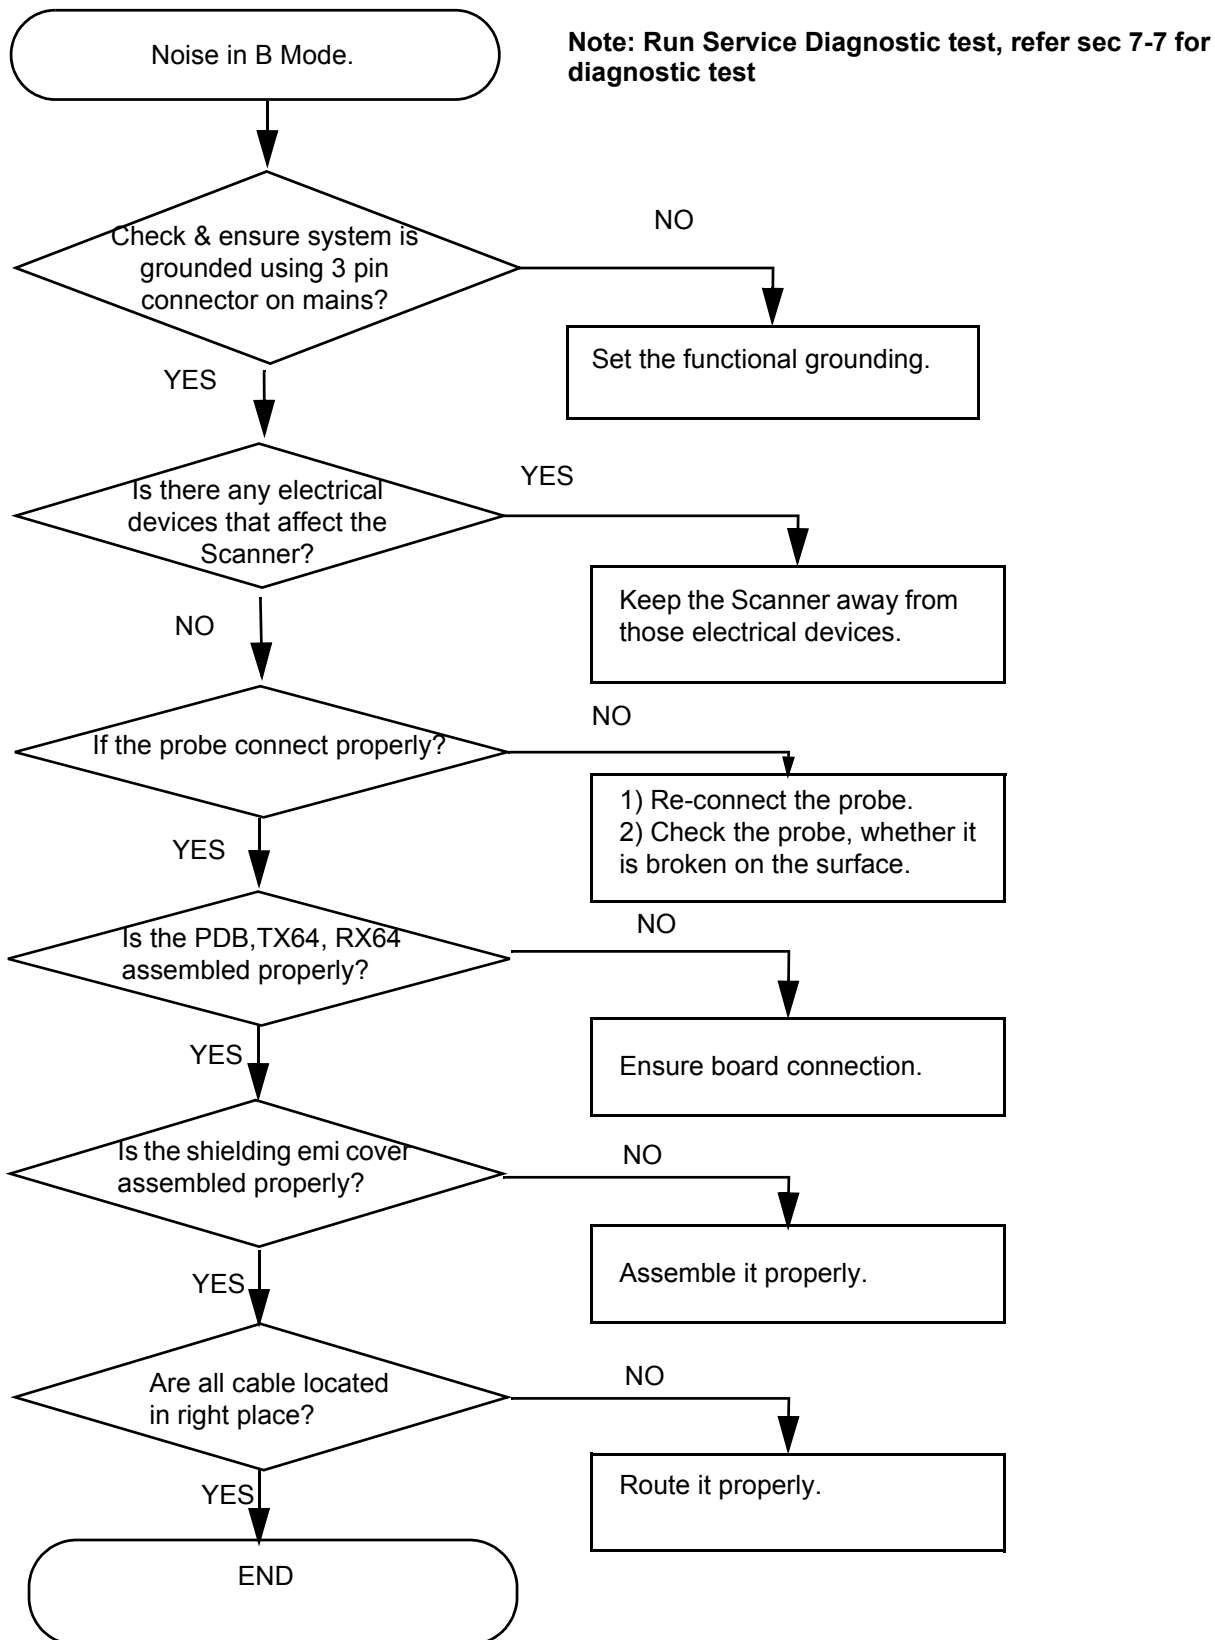 Noise in B Mode.
Note: Run Service Diagnostic test, refer sec 7-7 for
diagnostic test
Check & ensure system is
grounded using 3 pin
connector on mains?
NO
Set the functional grounding.
YES
Is there any electrical
devices that affect the
Scanner?
YES
Keep the Scanner away from
those electrical devices.
NO
If the probe connect properly?
NO
1) Re-connect the probe.
2) Check the probe, whether it
is broken on the surface.
YES
Is the PDB,TX64, RX64
assembled properly?
NO
Ensure board connection.
YES
Is the shielding emi cover
assembled properly?
NO
Assemble it properly.
YES
Are all cable located
in right place?
NO
Route it properly.
YES
END